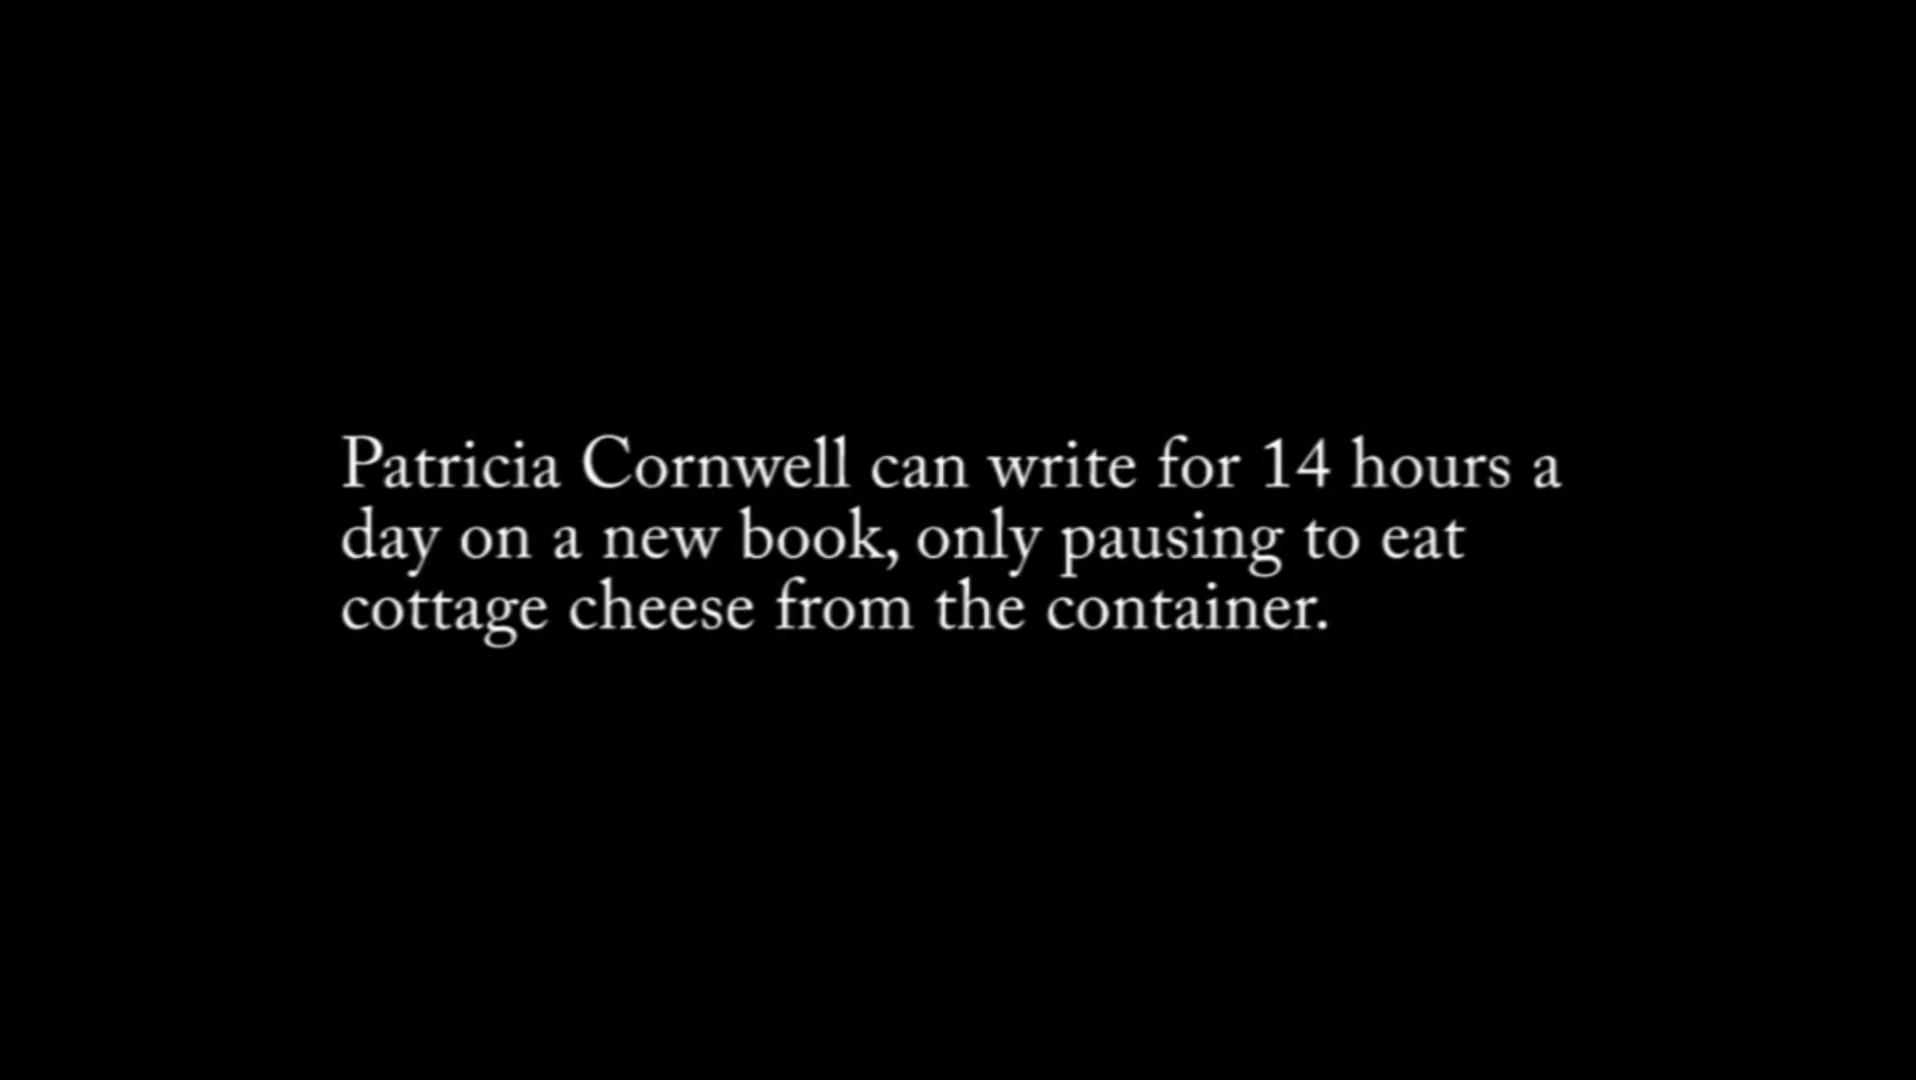 Patricia Cornwell can write for 14 hours a
day on a new book, only pausing to eat
cottage cheese from the container.